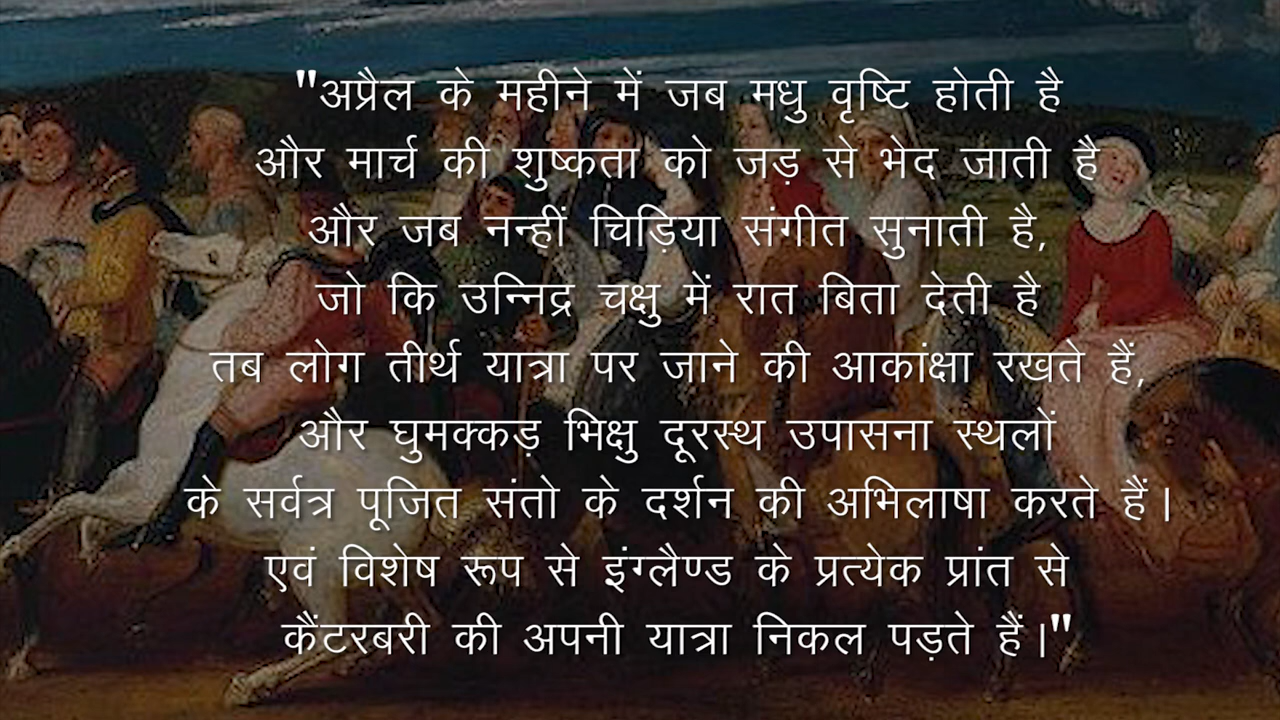 "अप्रैल के महीने में जब मधु वृष्टि होती है
और मार्च की शुष्कता को जड़ से भेद जाती है
और जब नन्हीं चिड़िया संगीत सुनाती है,
जो कि उन्निद्र चक्षु में रात बिता देती है
तब लोग तीर्थ यात्रा पर जाने की आकांक्षा रखते हैं,
और घुमक्कड़ भिक्षु दूरस्थ उपासना स्थलों
के सर्वत्र पूजित संतो के दर्शन की अभिलाषा करते हैं।
एवं विशेष रूप से इंग्लैण्ड के प्रत्येक प्रांत से
कैंटरबरी की अपनी यात्रा निकल पड़ते हैं।"